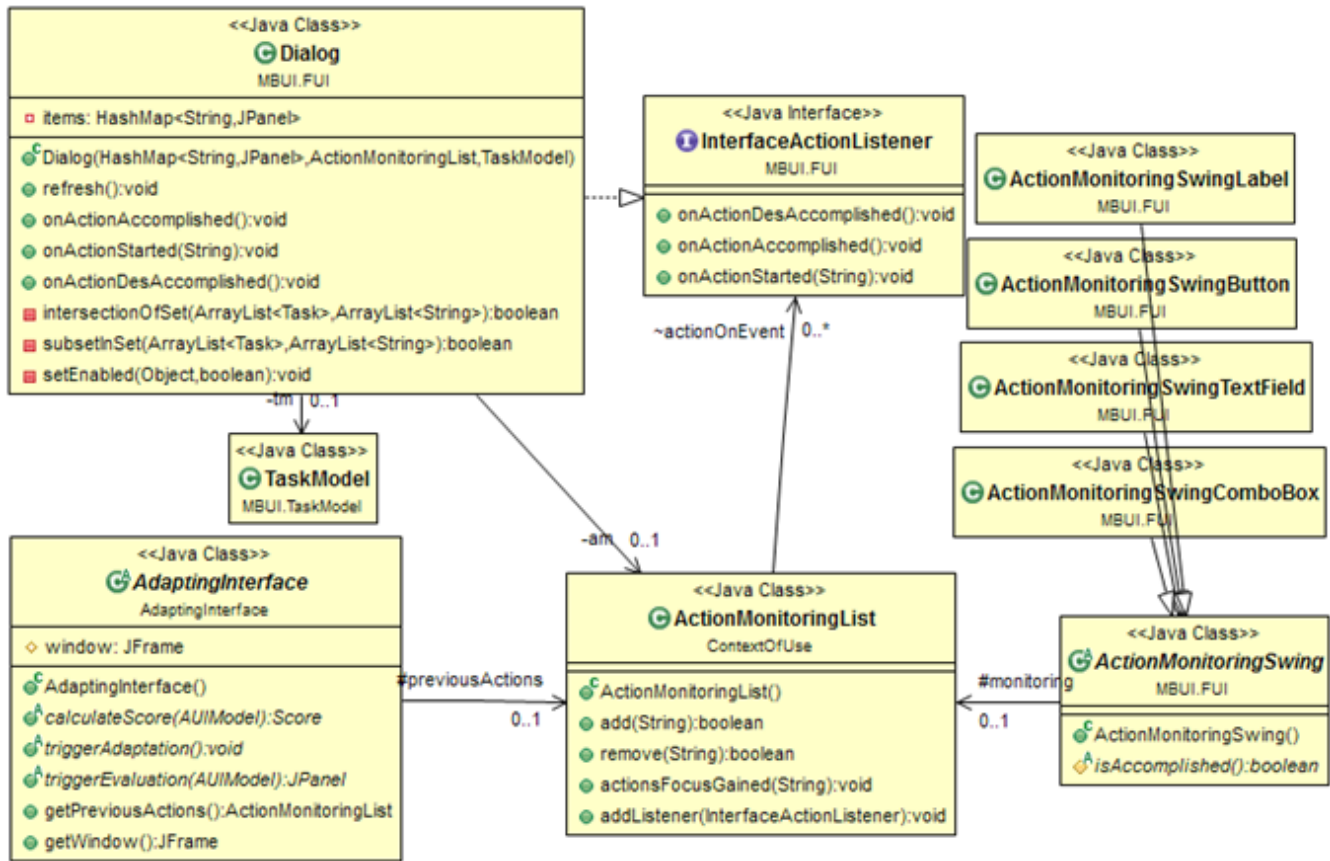 <<Java Class>>
Dialog
MBUI.FUI
items: HashMap<String,JPanel>
Dialog(HashMap<String,JPanel>,ActionMonitoringList,TaskModel)
refresh():void
onActionAccomplished():void
onActionStarted(String):void
onActionDesAccomplished():void
intersectionOfSet(ArrayList<Task>,ArrayList<String>):boolean
subsetInSet(ArrayList<Task>,ArrayList<String>):boolean
setEnabled(Object,boolean):void
<<Java Interface>>
InterfaceActionListener
MBUI.FUI
onActionDesAccomplished():void
onActionAccomplished():void
onActionStarted(String):void
<<Java Class>>
ActionMonitoringSwingLabel
MBUI.FUI
<<Java Class>>
ActionMonitoringSwingButton
MBUI.FUI
<<Java Class>>
ActionMonitoringSwingTextField
MBUI.FUI
<<Java Class>>
ActionMonitoringSwingComboBox
MBUI.FUI
~actionOnEvent 0..*
-tm 0..1
<<Java Class>>
TaskModel
MBUI.TaskModel
-am 0..1
<<Java Class>>
AdaptingInterface
AdaptingInterface
window: JFrame
AdaptingInterface()
calculateScore(AUIModel):Score
triggerAdaptation():void
triggerEvaluation(AUIModel):JPanel
getPreviousActions():ActionMonitoringList
getWindow():JFrame
#previousActions
0..1
<<Java Class>>
ActionMonitoringList
ContextOfUse
ActionMonitoringList()
add(String):boolean
remove(String):boolean
actionsFocusGained(String):void
addListener(InterfaceActionListener):void
#monitoring
0..1
<<Java Class>>
ActionMonitoringSwing
MBUI.FUI
ActionMonitoringSwing()
isAccomplished():boolean